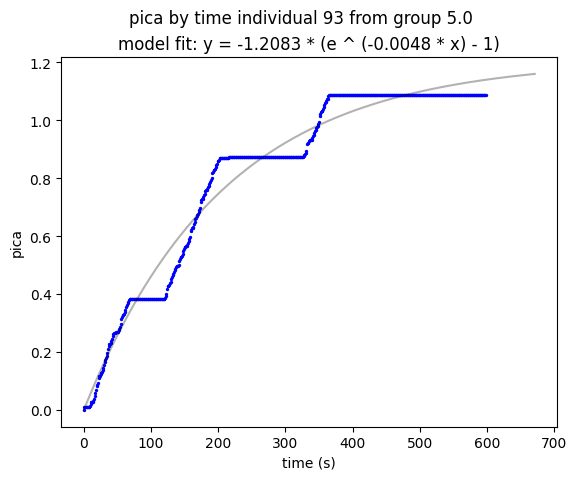 pica by time individual 93 from group 5.0
model fit: y = -1.2083 * (e ^ (-0.0048 * x) - 1)
1.2
1.0
0.8
0.6
0.4
0.2
0.0
pica
0 100 200 300 400 500 600 700
time (s)